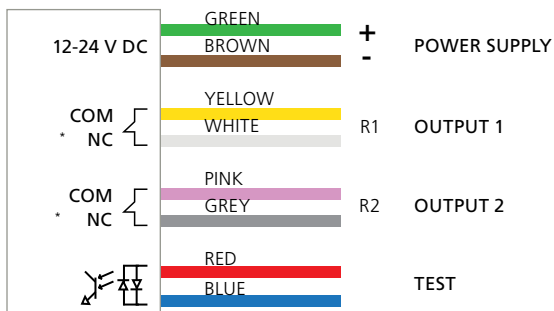 GREEN
12-24 V DC + POWER SUPPLY
BROWN -
YELLOW
COM
WHITE R1 OUTPUT 1
* NC
PINK
COM
GREY R2 OUTPUT 2
* NC
RED
TEST
BLUE